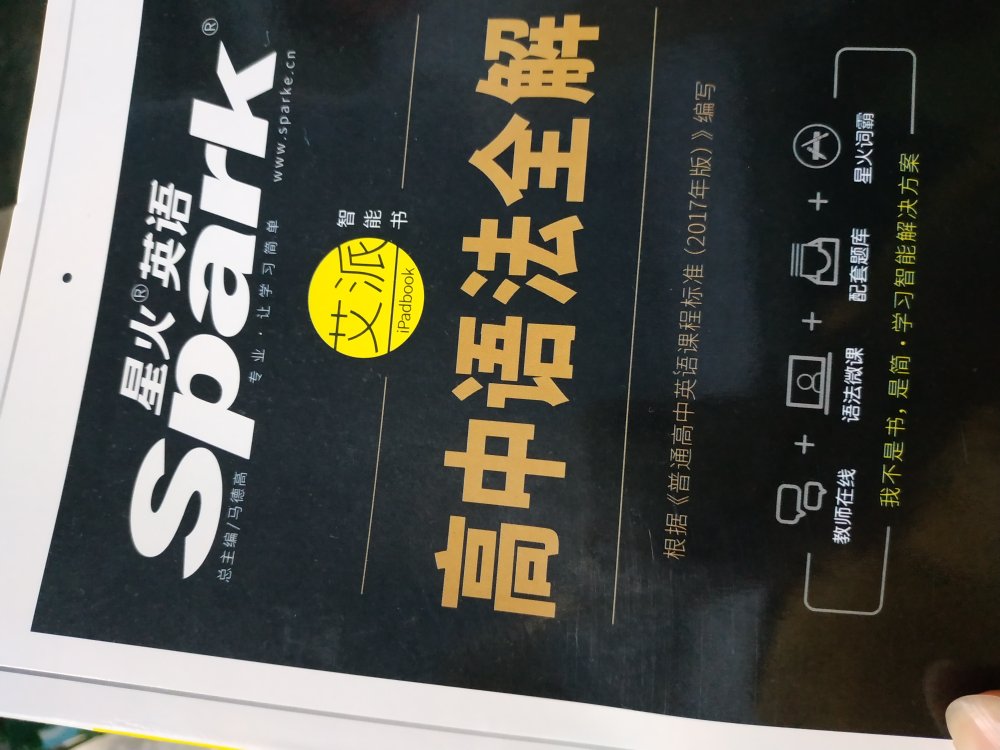 星火®英语
Spark®
总主编/马德高
专业·让学习简单
www.sparke.cn
艾派
iPadbook
智能书
高中语法全解
根据《普通高中英语课程标准（2017年版）》编写
教师在线 + 语法微课 + 配套题库 + 星火词霸
我不是书，是简·学习智能解决方案